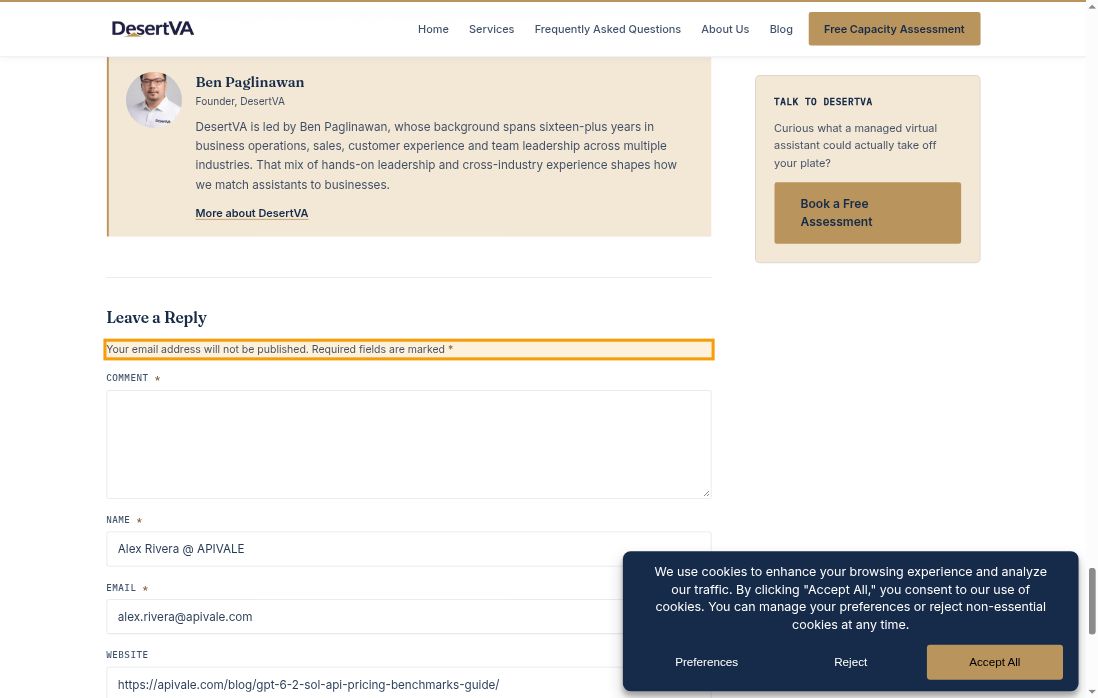 DesertVA
Home
Services
Frequently Asked Questions
About Us
Blog
Free Capacity Assessment
Ben Paglinawan
Founder, DesertVA
DesertVA is led by Ben Paglinawan, whose background spans sixteen-plus years in
business operations, sales, customer experience and team leadership across multiple
industries. That mix of hands-on leadership and cross-industry experience shapes how
we match assistants to businesses.
More about DesertVA
TALK TO DESERTVA
Curious what a managed virtual
assistant could actually take off
your plate?
Book a Free
Assessment
Leave a Reply
Your email address will not be published. Required fields are marked *
COMMENT *
NAME *
Alex Rivera @ APIVALE
EMAIL *
alex.rivera@apivale.com
WEBSITE
https://apivale.com/blog/gpt-6-2-sol-api-pricing-benchmarks-guide/
We use cookies to enhance your browsing experience and analyze
our traffic. By clicking "Accept All," you consent to our use of
cookies. You can manage your preferences or reject non-essential
cookies at any time.
Preferences
Reject
Accept All